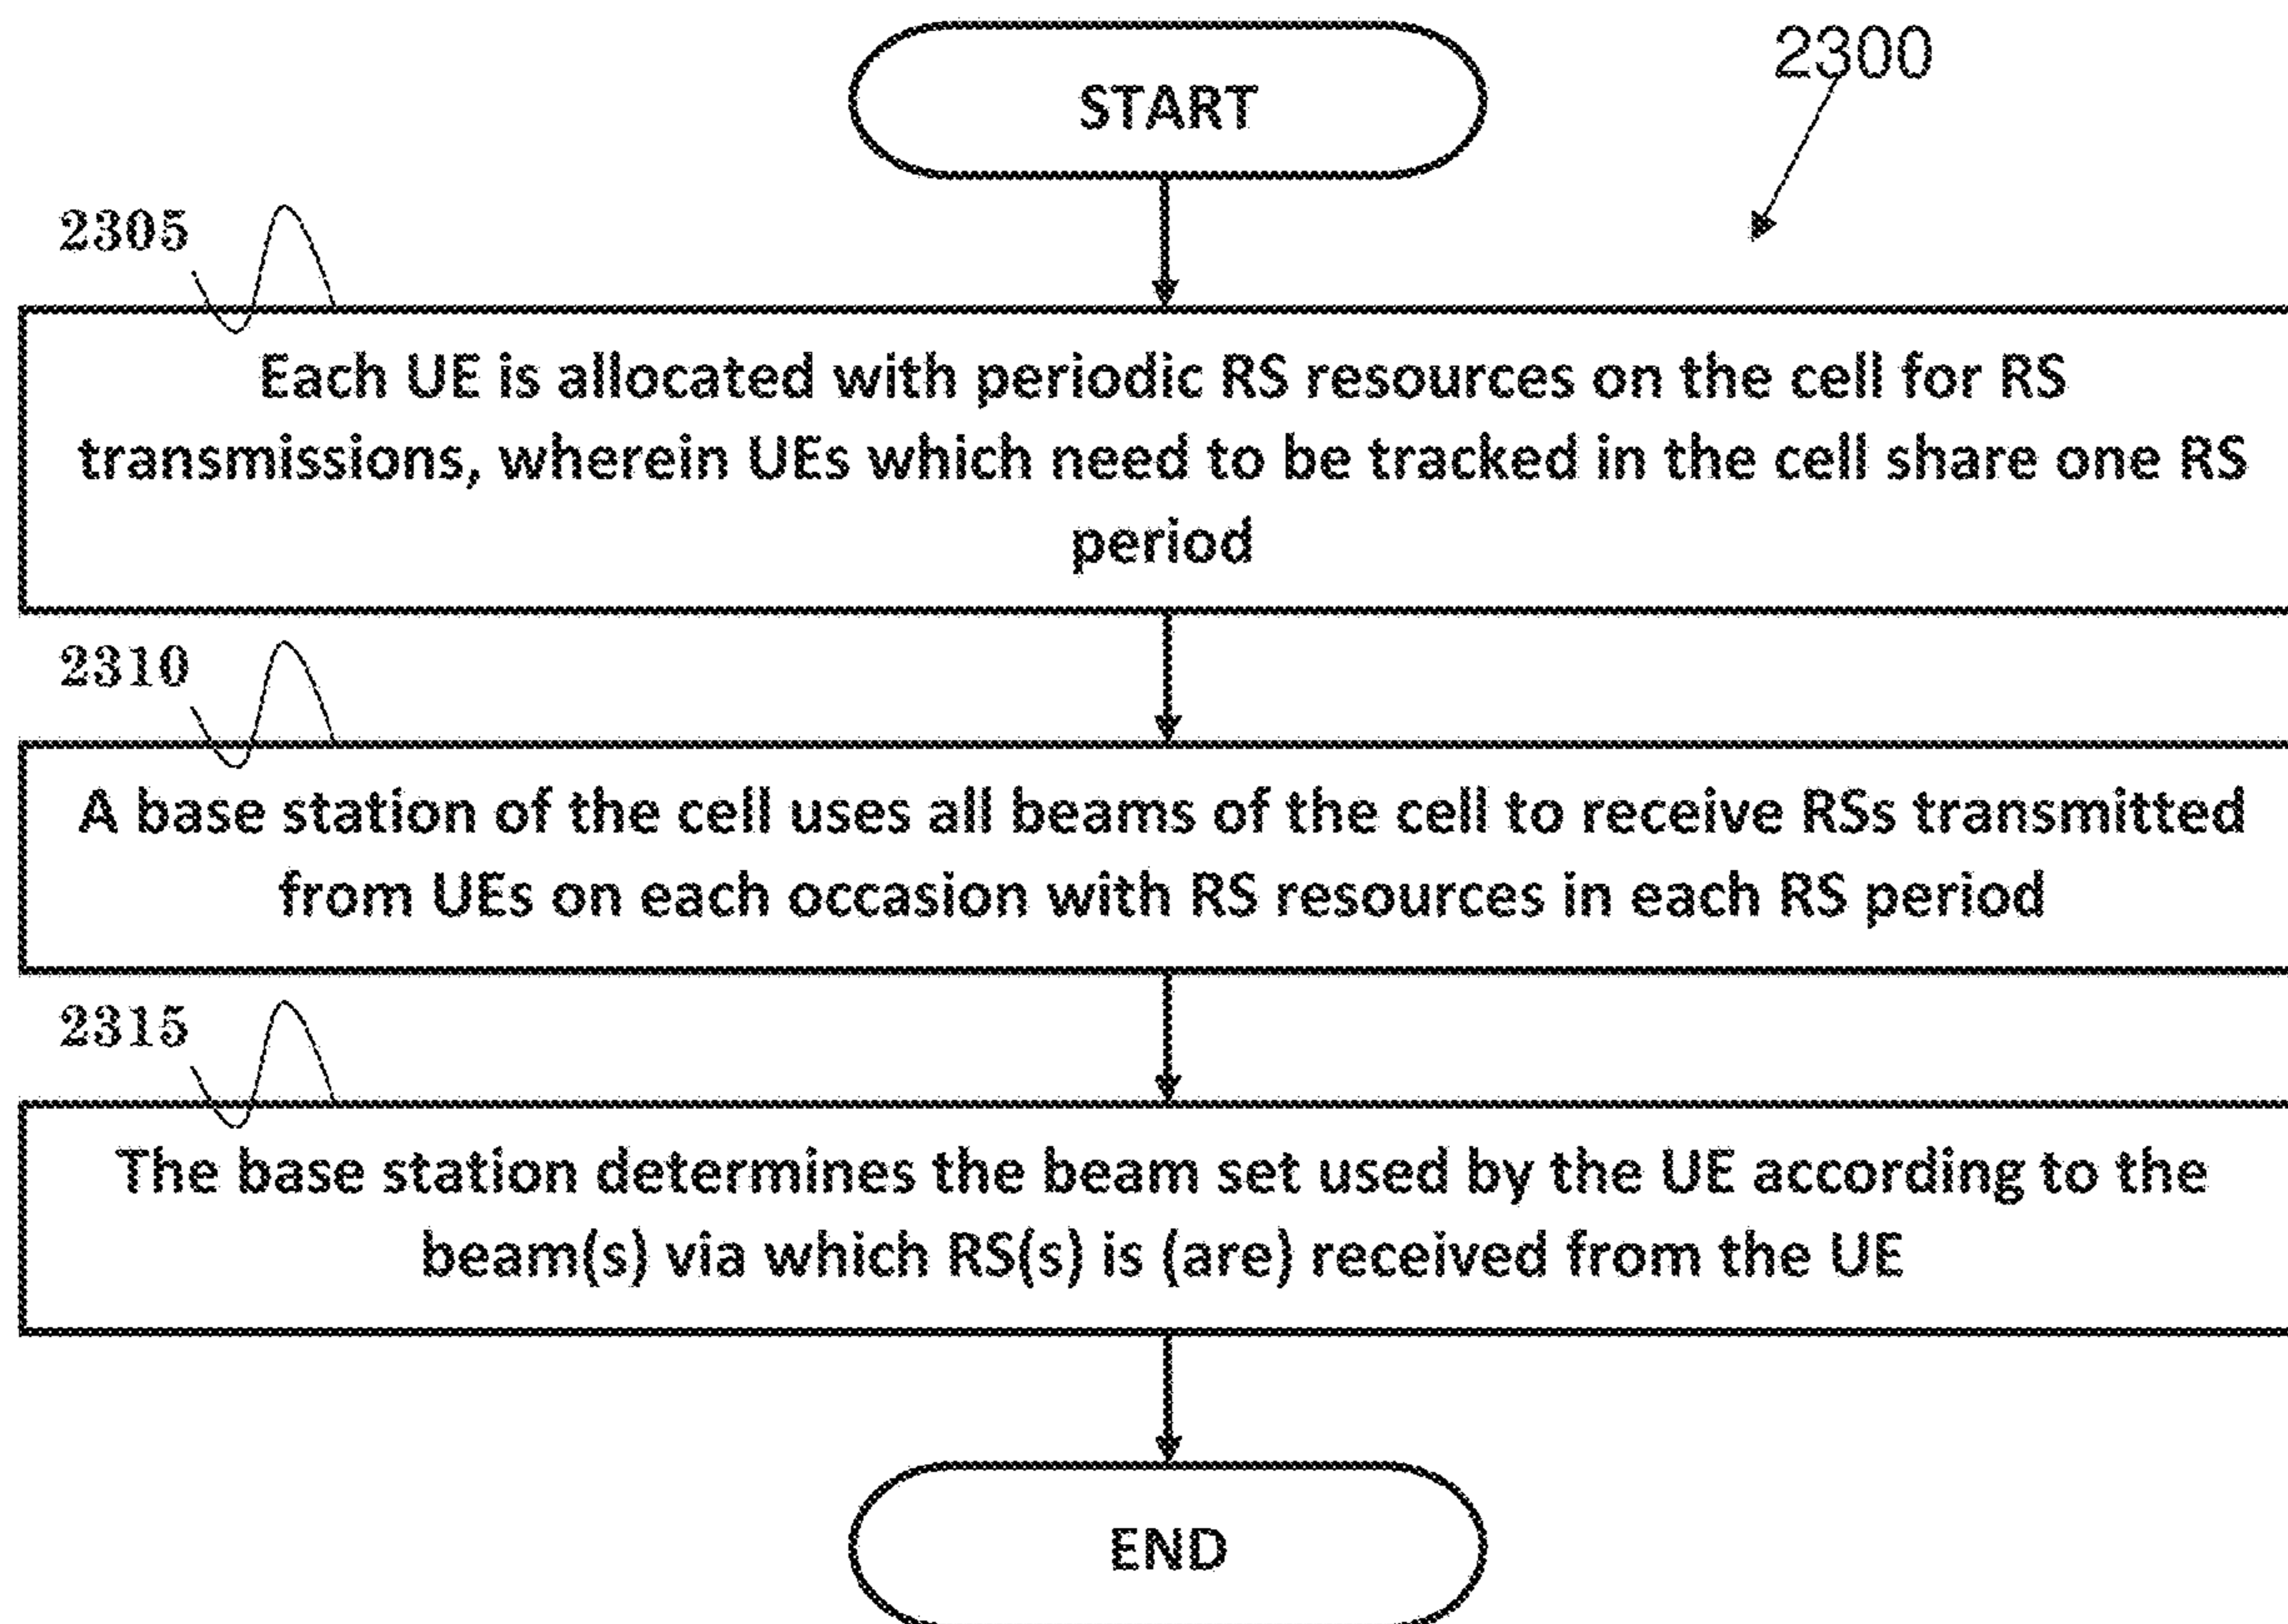 START
2300
2305
Each UE is allocated with periodic RS resources on the cell for RS
transmissions, wherein UEs which need to be tracked in the cell share one RS
period
2310
A base station of the cell uses all beams of the cell to receive RSs transmitted
from UEs on each occasion with RS resources in each RS period
2315
The base station determines the beam set used by the UE according to the
beam(s) via which RS(s) is (are) received from the UE
END